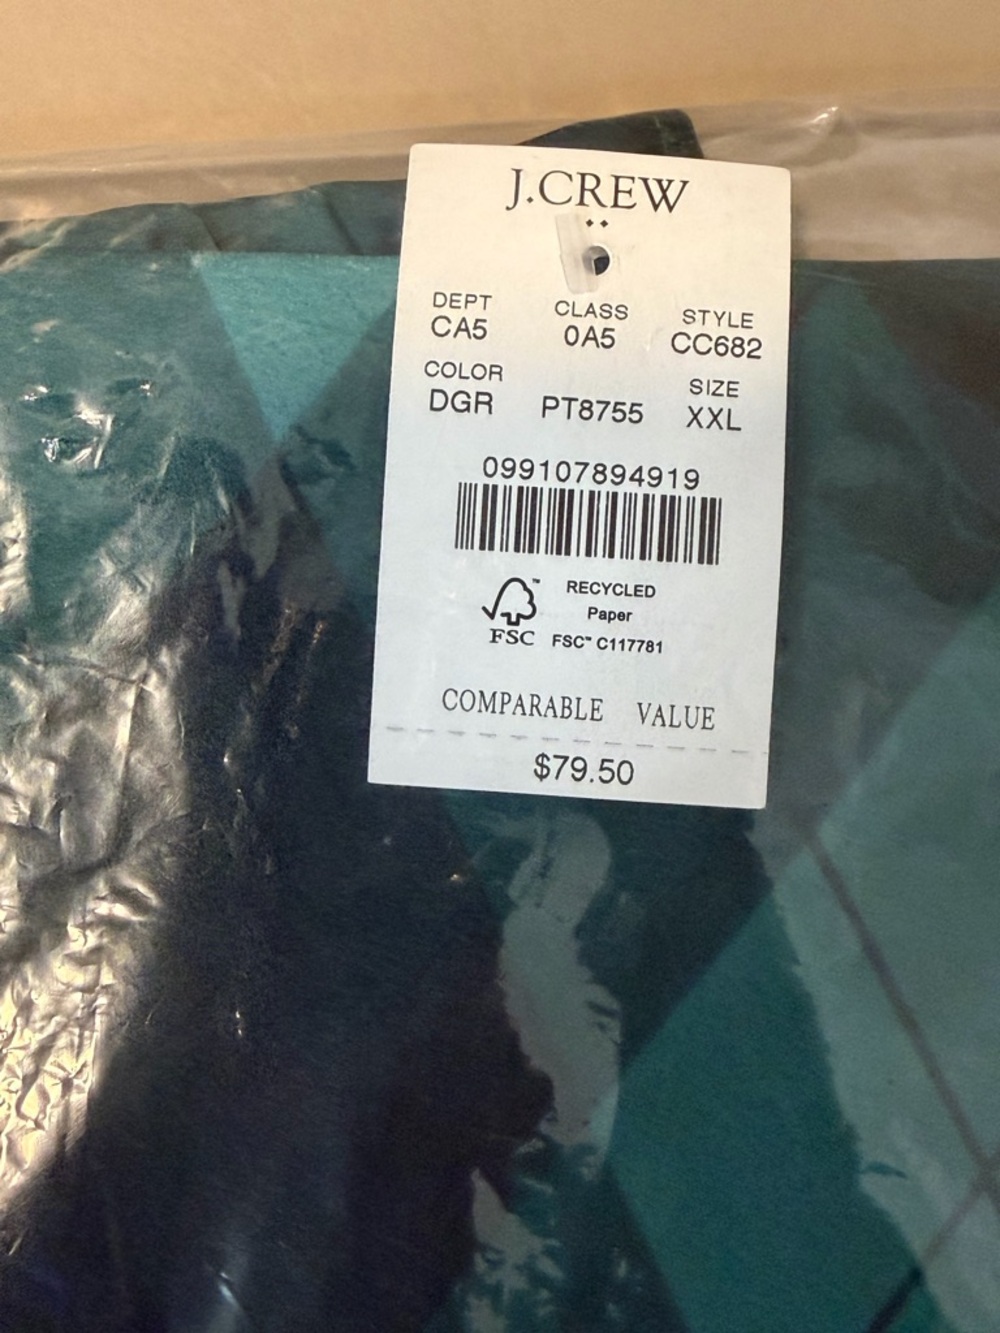 J.CREW
DEPT CLASS STYLE
CA5 0A5 CC682
COLOR SIZE
DGR PT8755 XXL
099107894919
RECYCLED
Paper
FSC FSC™ C117781
COMPARABLE VALUE
$79.50